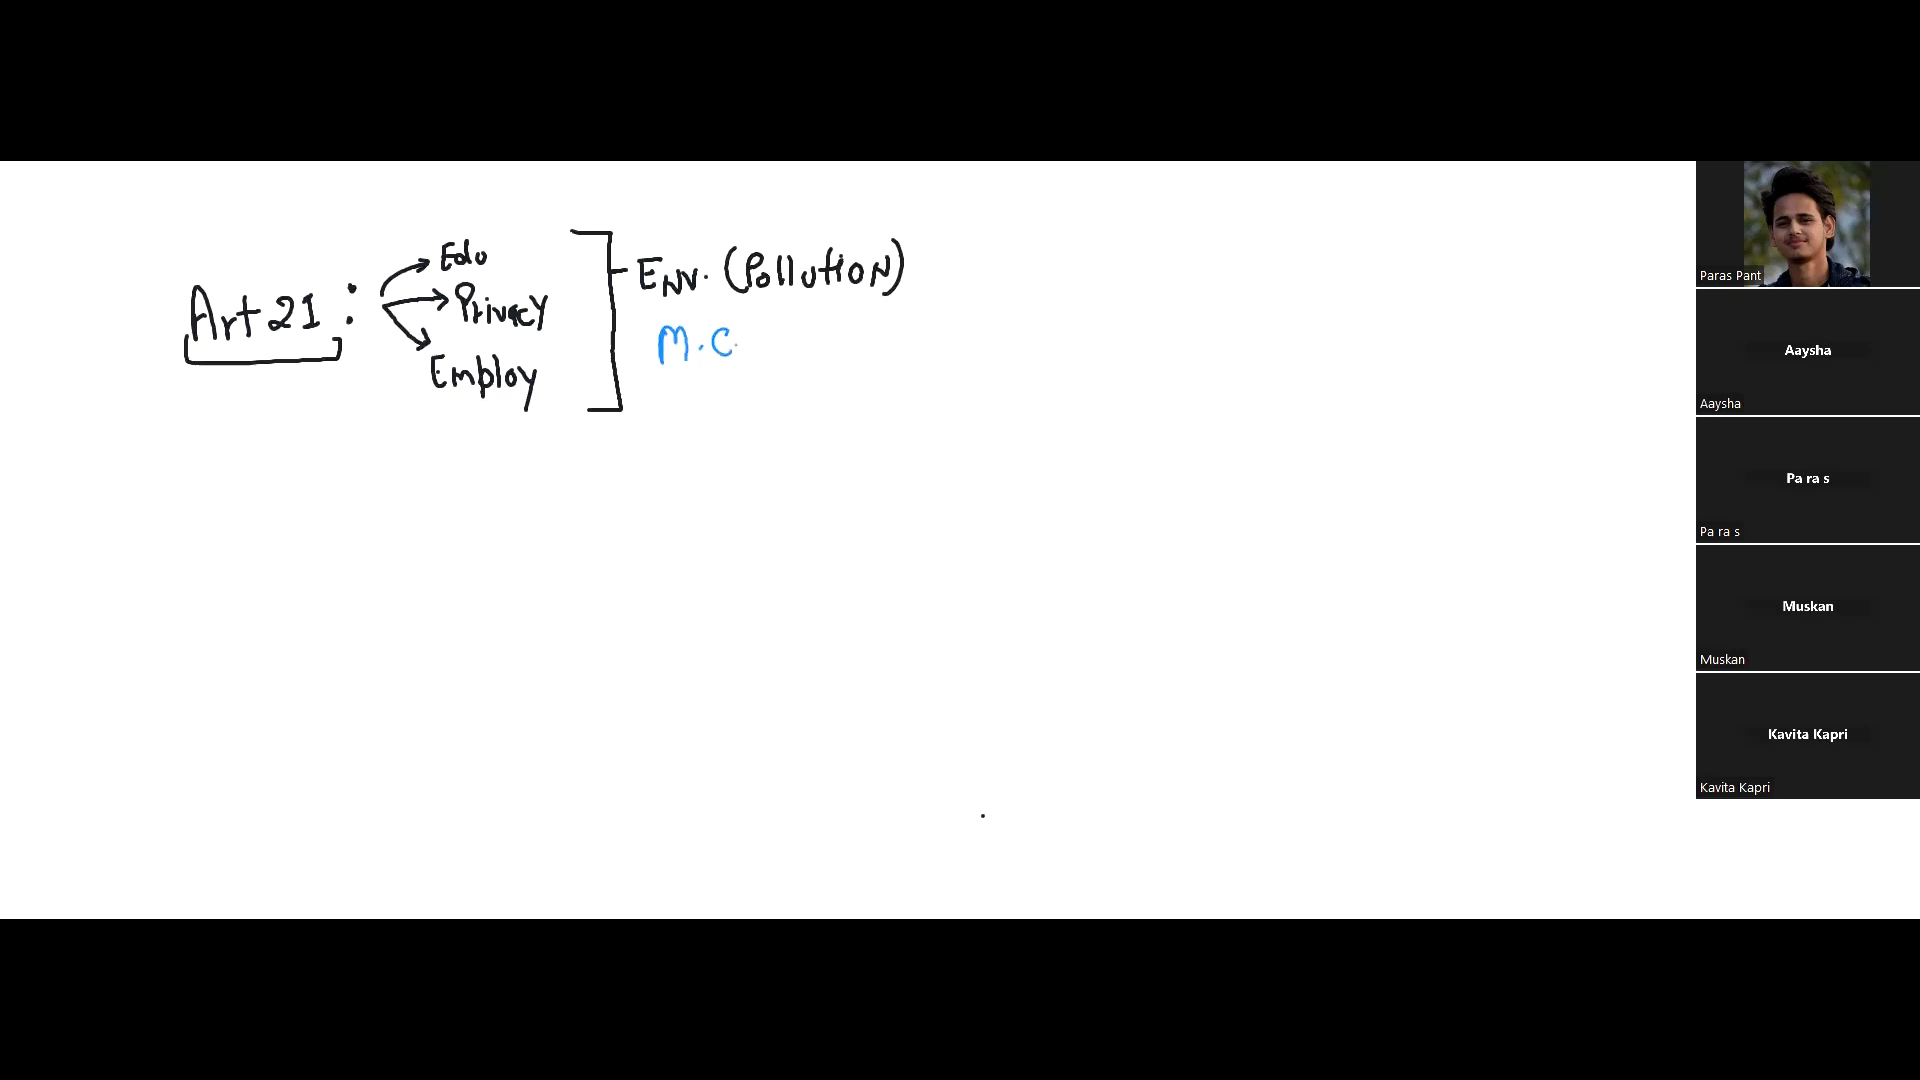 Art 21 :
Edu
Privacy
Employ
Env. (Pollution)
M.C
Paras Pant
Aaysha
Aaysha
Pa ra s
Pa ra s
Muskan
Muskan
Kavita Kapri
Kavita Kapri